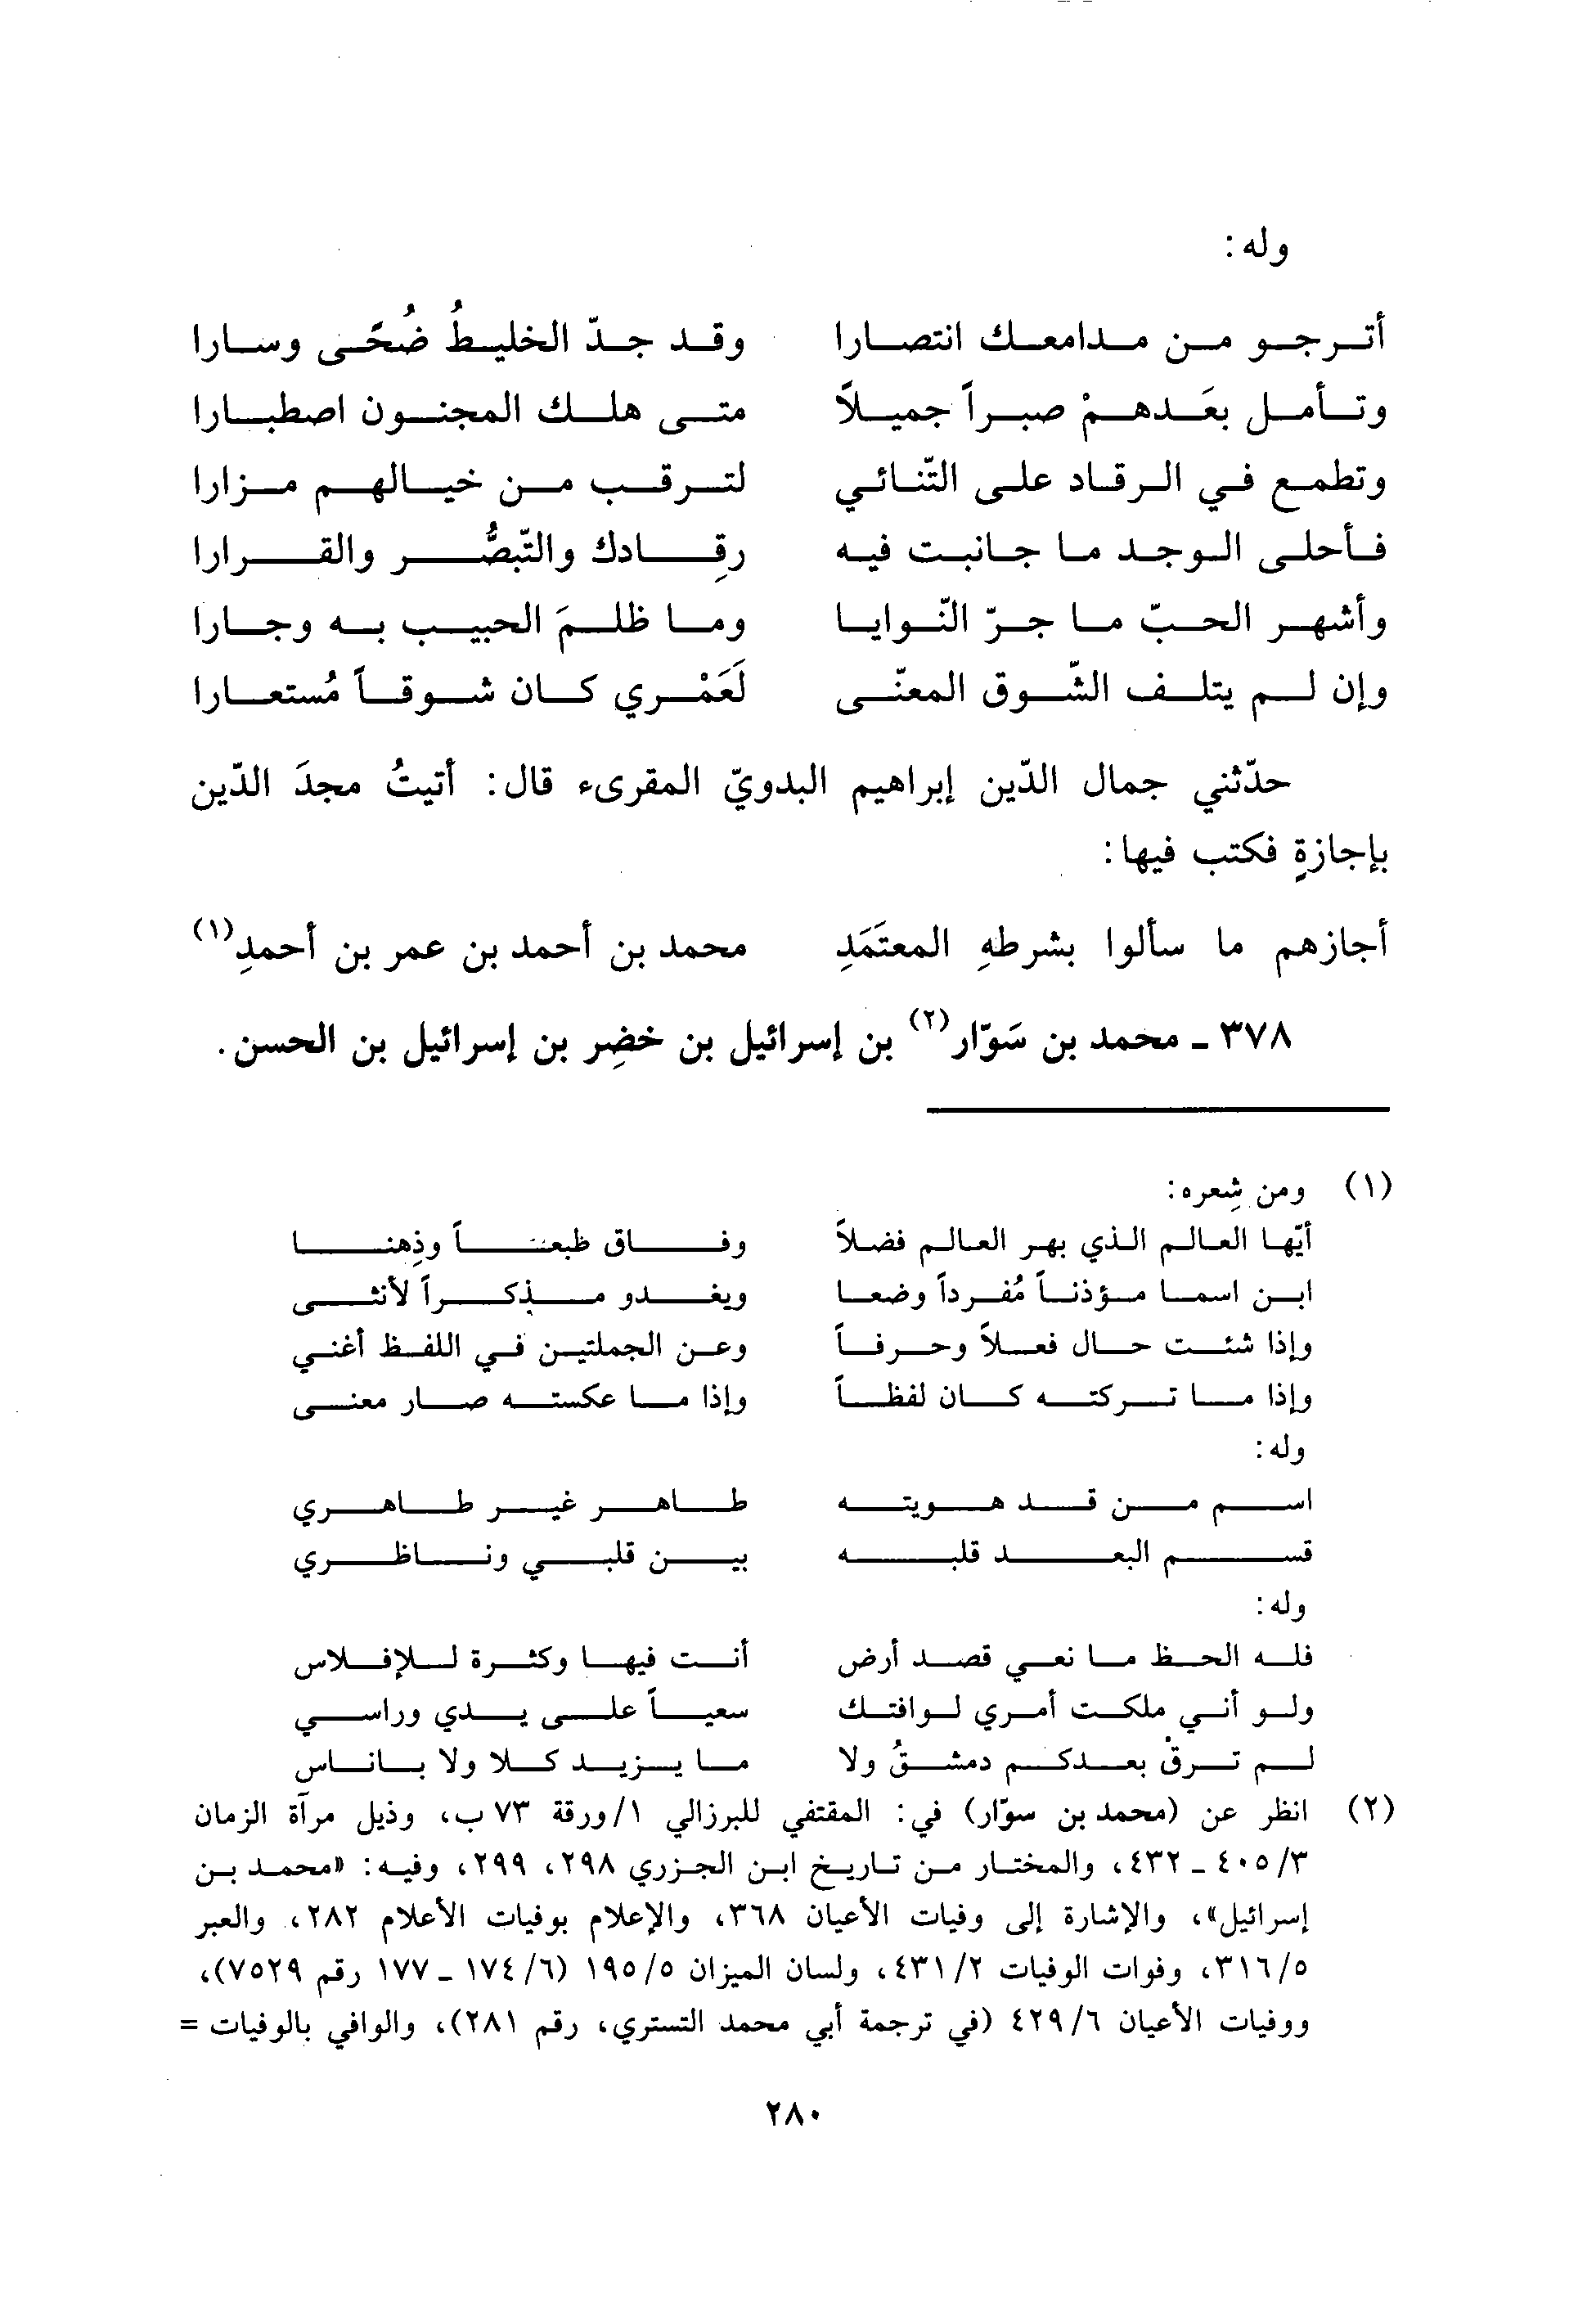 وله:
أترجو من مدامعك انتصارا وقد جدّ الخليطُ ضُحًى وسارا
وتأمل بعَدهمْ صبراً جميلاً متى هلك المجنون اصطبارا
وتطمع في الرقاد على التّنائي لترقب من خيالهم مزارا
فأحلى الوجد ما جانبت فيه رقِادك والتّبصُّر والقرارا
وأشهر الحبّ ما جرّ النّوايا وما ظلمَ الحبيب به وجارا
وإن لم يتلف الشّوق المعنّى لَعَمْري كان شوقاً مُستعارا
حدّثني جمال الدّين إبراهيم البدويّ المقرىء قال: أتيتُ مجدَ الدّين
بإجازةٍ فكتب فيها:
أجازهم ما سألوا بشرطهِ المعتَمَدِ محمد بن أحمد بن عمر بن أحمدِ(١)
٣٧٨ ـ محمد بن سَوّار(٢) بن إسرائيل بن خضِر بن إسرائيل بن الحسن.
(١) ومن شِعره:
أيّها العالم الذي بهر العالم فضلاً وفاق طبعاً وذِهنا
ابن اسما مؤذناً مُفرداً وضعا ويغدو مذكراً لأنثى
وإذا شئت حال فعلاً وحرفاً وعن الجملتين في اللفظ أغني
وإذا ما تركته كان لفظاً وإذا ما عكسته صار معنى
وله:
اسم من قد هويته طاهر غير طاهري
قسم البعد قلبه بين قلبي وناظري
وله:
فله الحظ ما نعي قصد أرض أنت فيها وكثرة للإفلاس
ولو أني ملكت أمري لوافتك سعياً على يدي وراسي
لم ترقْ بعدكم دمشقُ ولا ما يزيد كلا ولا باناس
(٢) انظر عن (محمد بن سوّار) في: المقتفي للبرزالي ١/ورقة ٧٣ ب، وذيل مرآة الزمان
٣/ ٤٠٥ ـ ٤٣٢، والمختار من تاريخ ابن الجزري ٢٩٨، ٢٩٩، وفيه: «محمد بن
إسرائيل»، والإشارة إلى وفيات الأعيان ٣٦٨، والإعلام بوفيات الأعلام ٢٨٢، والعبر
٥/ ٣١٦، وفوات الوفيات ٢/ ٤٣١، ولسان الميزان ٥/ ١٩٥ (٦/ ١٧٤ ـ ١٧٧ رقم ٧٥٢٩)،
ووفيات الأعيان ٦/ ٤٢٩ (في ترجمة أبي محمد التستري، رقم ٢٨١)، والوافي بالوفيات =
٢٨٠